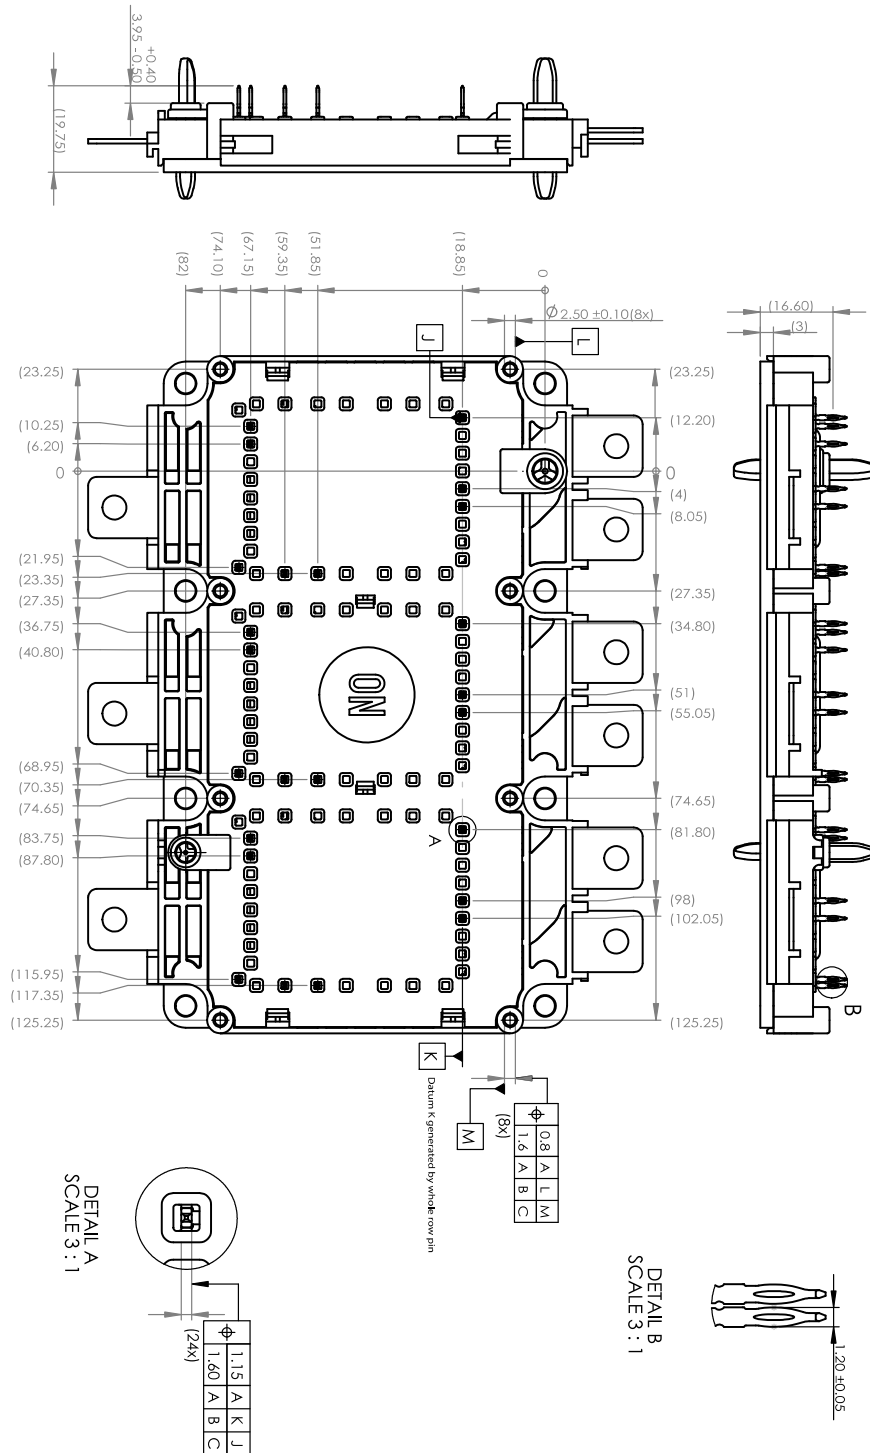 3.95
+0.40
-0.50
(19.75)
(82)
(74.10)
(67.15)
(59.35)
(51.85)
(18.85)
0
Ø 2.50 ±0.10(8x)
L
J
(16.60)
(3)
(23.25)
(10.25)
(6.20)
0
(21.95)
(23.35)
(27.35)
(36.75)
(40.80)
(68.95)
(70.35)
(74.65)
(83.75)
(87.80)
(115.95)
(117.35)
(125.25)
(23.25)
(12.20)
0
(4)
(8.05)
(27.35)
(34.80)
(51)
(55.05)
(74.65)
(81.80)
(98)
(102.05)
(125.25)
ON
A
B
K
Datum K generated by whole row pin
M
(8x)
⌖ 0.8 A L M
1.6 A B C
DETAIL A
SCALE 3 : 1
(24x)
⌖ 1.15 A K J
1.60 A B C
DETAIL B
SCALE 3 : 1
1.20 ±0.05